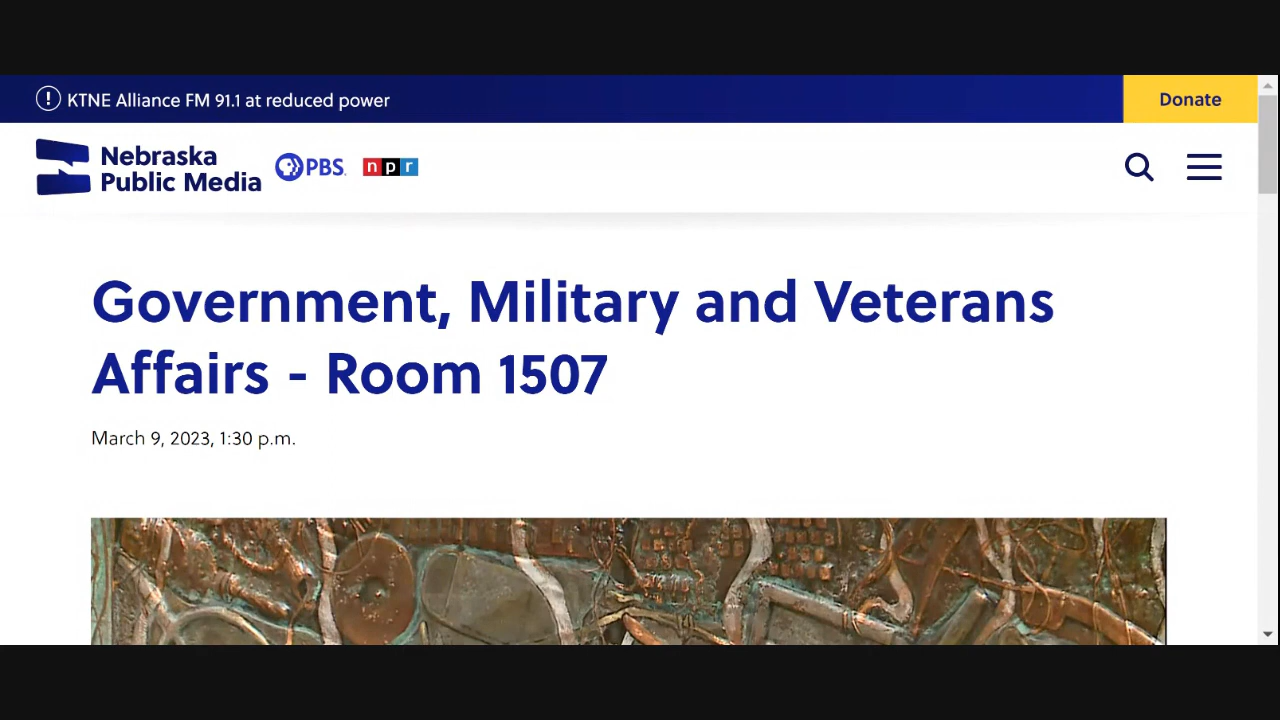 KTNE Alliance FM 91.1 at reduced power
Donate
Nebraska
Public Media
PBS.
npr
Government, Military and Veterans
Affairs - Room 1507
March 9, 2023, 1:30 p.m.